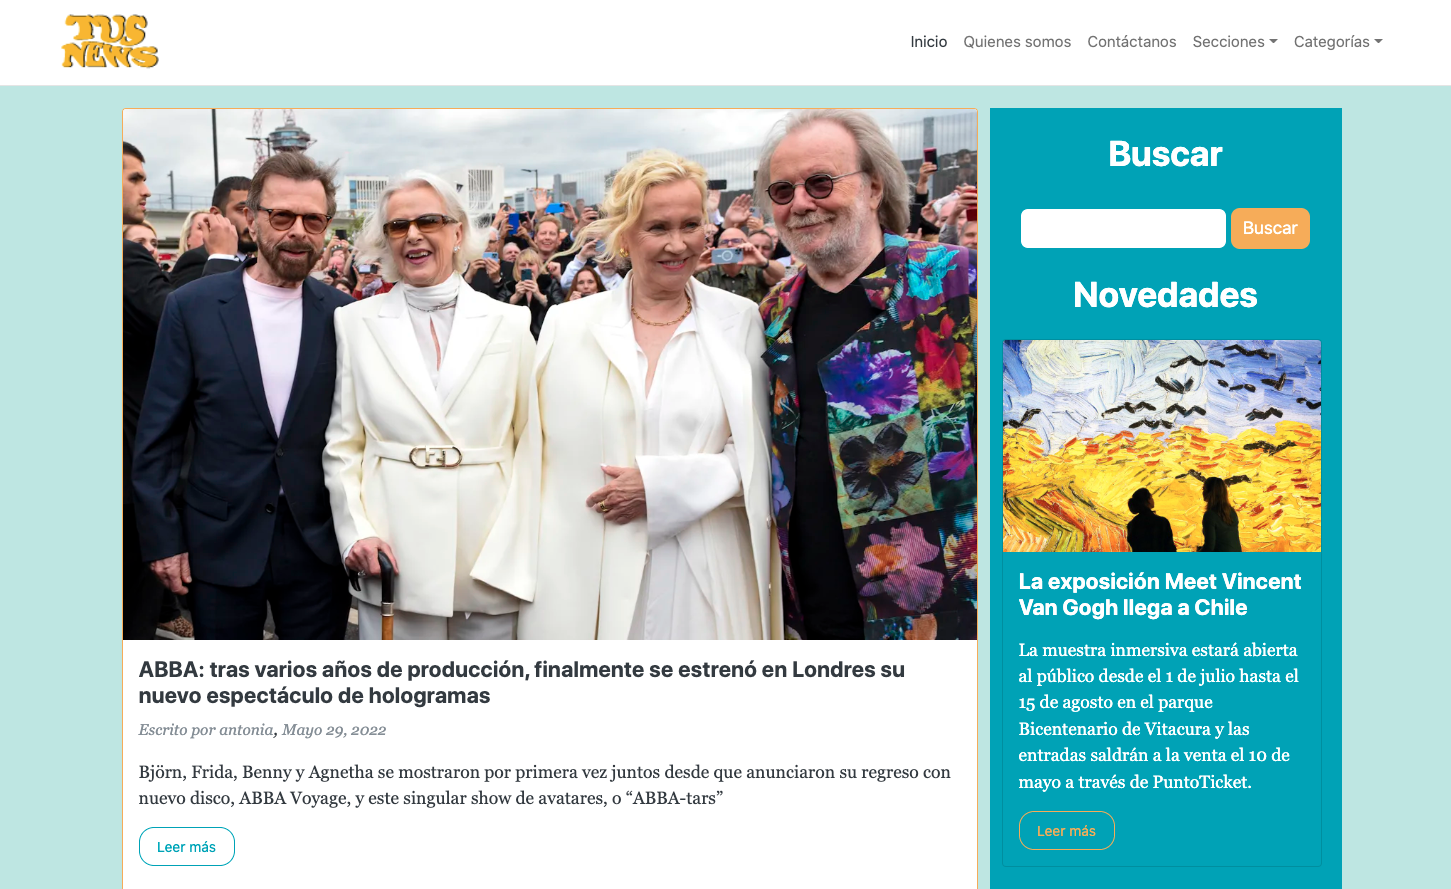 TUS
NEWS
Inicio
Quienes somos
Contáctanos
Secciones
Categorías
ABBA: tras varios años de producción, finalmente se estrenó en Londres su
nuevo espectáculo de hologramas
Escrito por antonia, Mayo 29, 2022
Björn, Frida, Benny y Agnetha se mostraron por primera vez juntos desde que anunciaron su regreso con
nuevo disco, ABBA Voyage, y este singular show de avatares, o “ABBA-tars”
Leer más
Buscar
Buscar
Novedades
La exposición Meet Vincent
Van Gogh llega a Chile
La muestra inmersiva estará abierta
al público desde el 1 de julio hasta el
15 de agosto en el parque
Bicentenario de Vitacura y las
entradas saldrán a la venta el 10 de
mayo a través de PuntoTicket.
Leer más